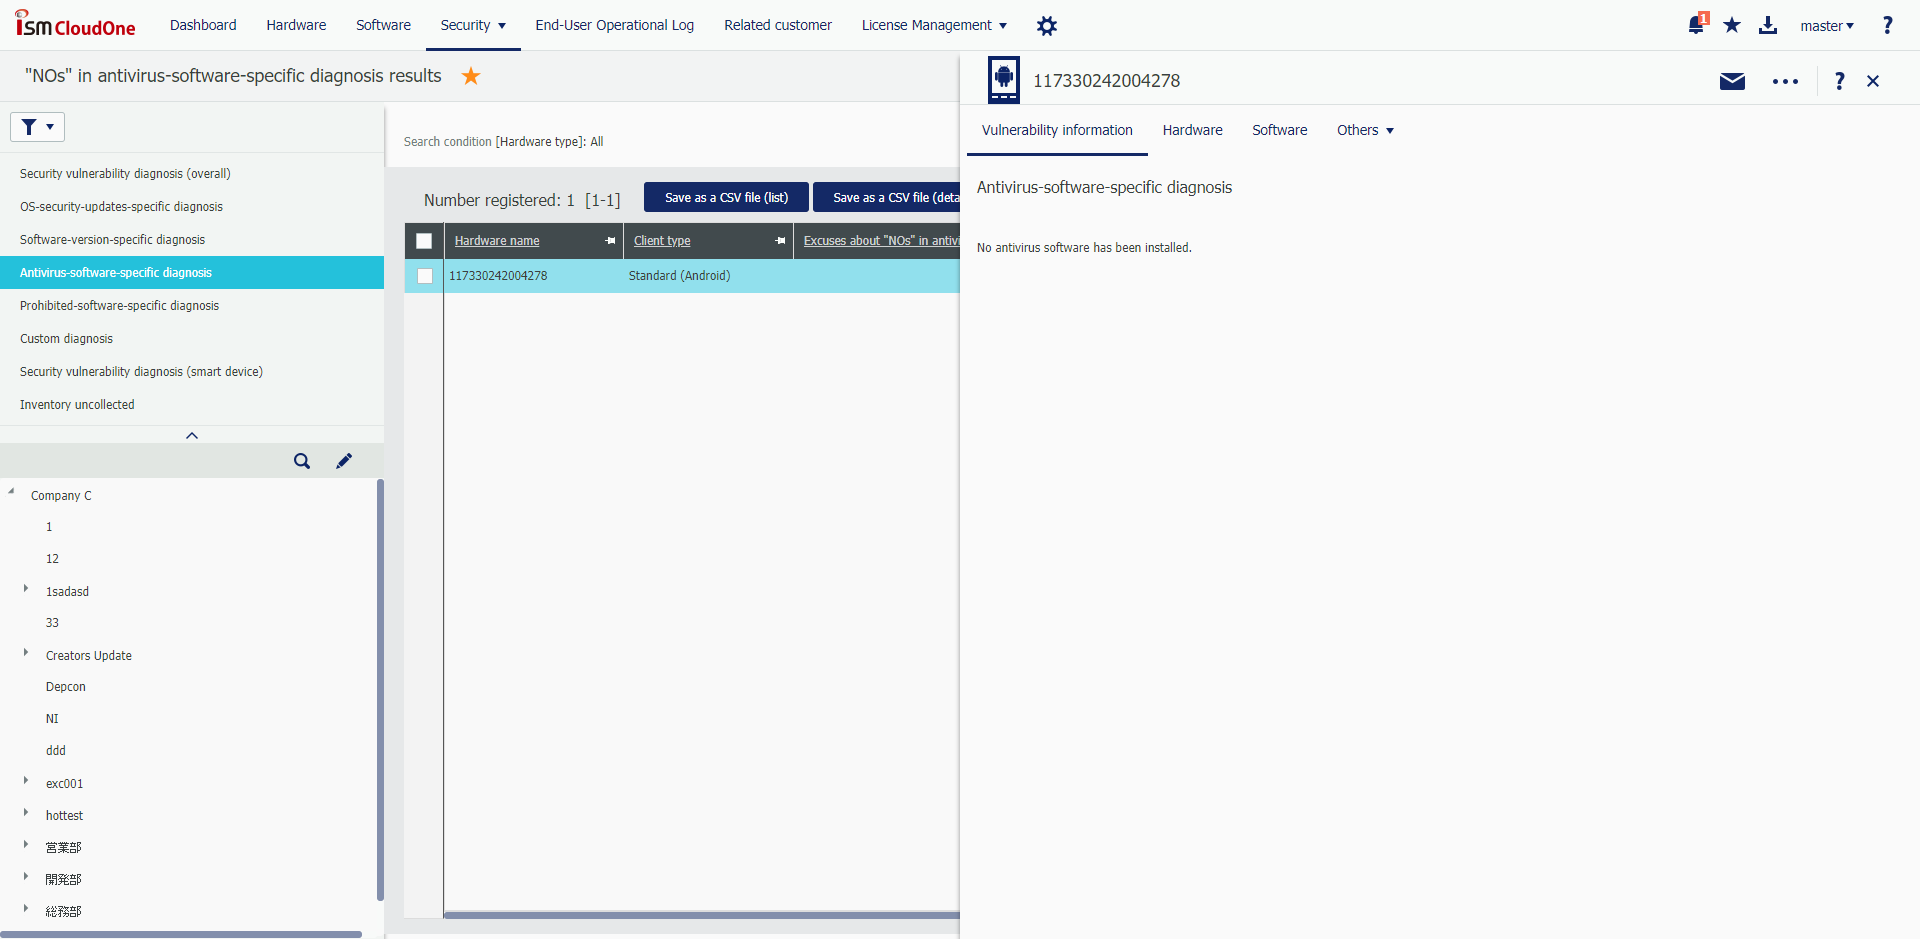 ism CloudOne
Dashboard
Hardware
Software
Security
End-User Operational Log
Related customer
License Management
1
master
?
"NOs" in antivirus-software-specific diagnosis results
Security vulnerability diagnosis (overall)
OS-security-updates-specific diagnosis
Software-version-specific diagnosis
Antivirus-software-specific diagnosis
Prohibited-software-specific diagnosis
Custom diagnosis
Security vulnerability diagnosis (smart device)
Inventory uncollected
Company C
1
12
1sadasd
33
Creators Update
Depcon
NI
ddd
exc001
hottest
営業部
開発部
総務部
Search condition [Hardware type]: All
Number registered: 1 [1-1]
Save as a CSV file (list)
Save as a CSV file (deta
Hardware name
Client type
Excuses about "NOs" in antivi
117330242004278
Standard (Android)
117330242004278
?
Vulnerability information
Hardware
Software
Others
Antivirus-software-specific diagnosis
No antivirus software has been installed.